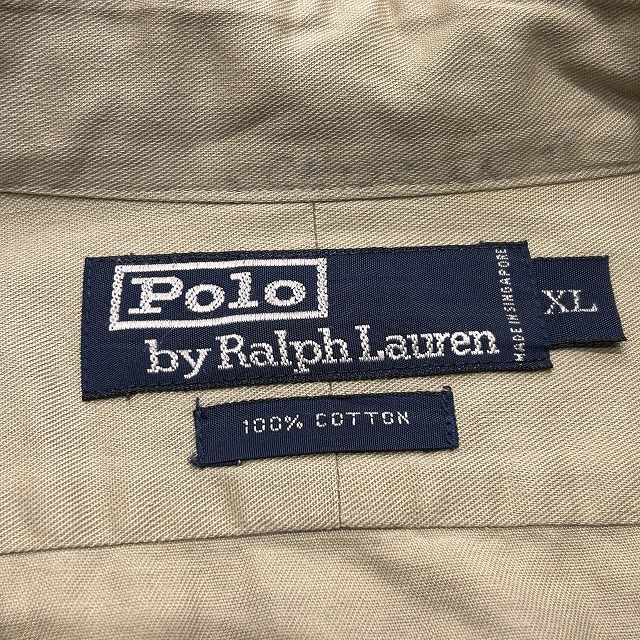 Polo
by Ralph Lauren
MADE IN SINGAPORE
XL
100% COTTON